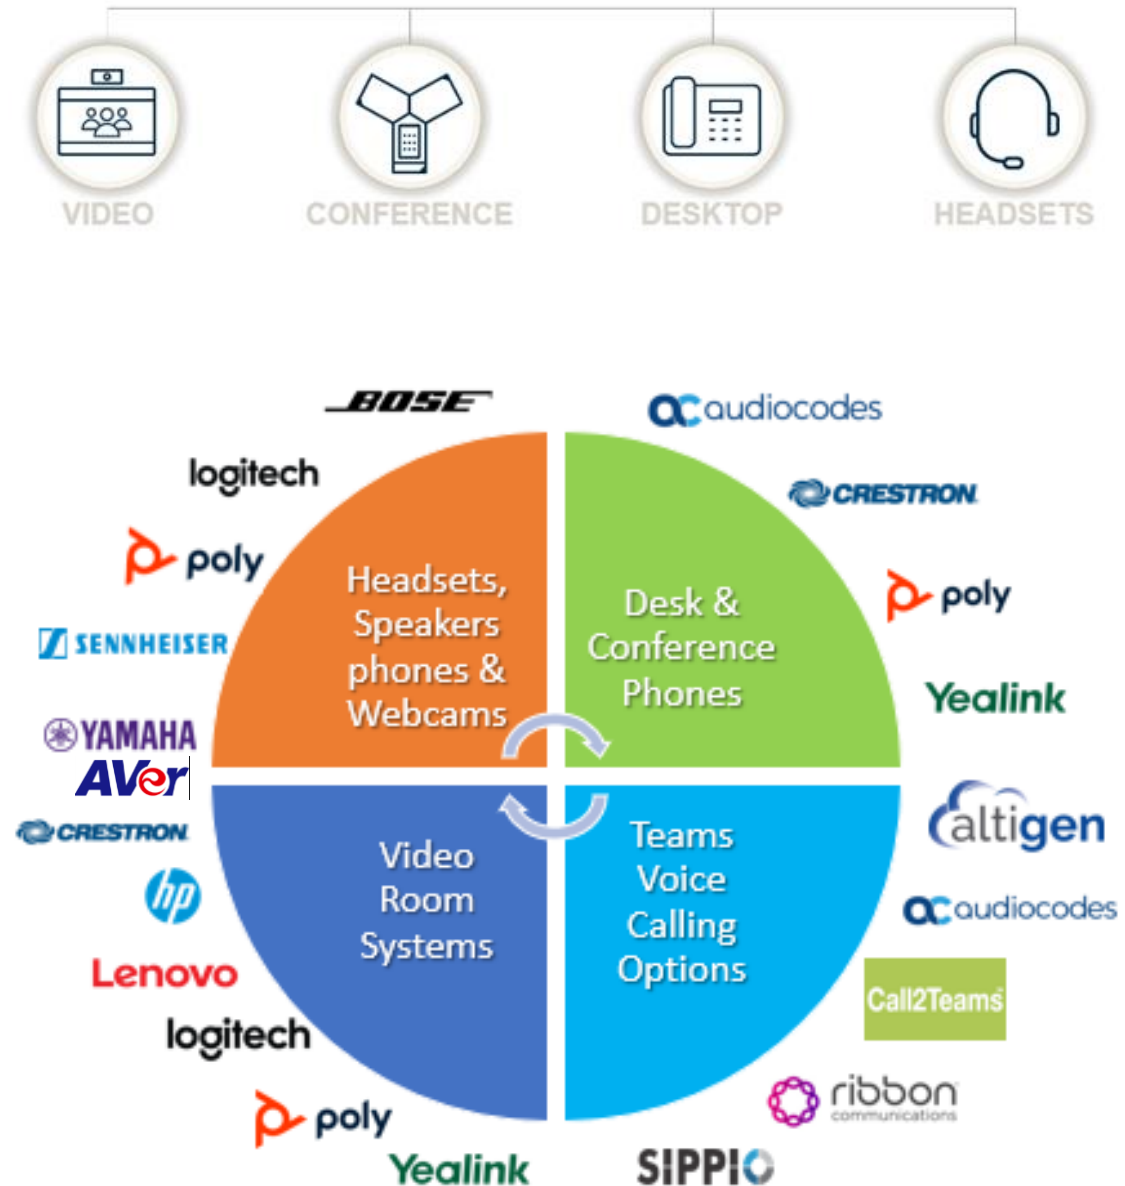 VIDEO
CONFERENCE
DESKTOP
HEADSETS
BOSE
logitech
poly
SENNHEISER
YAMAHA
Headsets,
Speakers
phones &
Webcams
audiocodes
CRESTRON
poly
Yealink
Desk &
Conference
Phones
AVer
CRESTRON
hp
Lenovo
logitech
poly
Yealink
Video
Room
Systems
Teams
Voice
Calling
Options
altigen
audiocodes
Call2Teams
ribbon
communications
SIPPIO